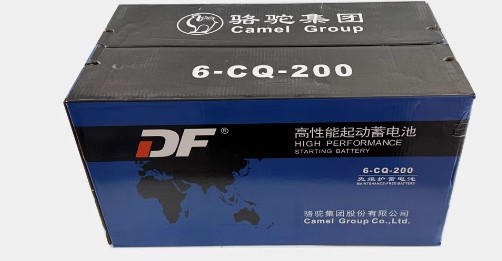 骆驼集团
Camel Group
6-CQ-200
DF®
高性能起动蓄电池
HIGH PERFORMANCE
STARTING BATTERY
6-CQ-200
免维护蓄电池
MAINTENANCE-FREE BATTERY
骆驼集团股份有限公司
Camel Group Co.,Ltd.